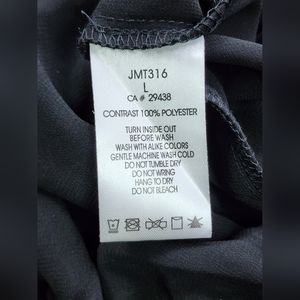 JMT316
L
CA # 29438
CONTRAST 100% POLYESTER
TURN INSIDE OUT
BEFORE WASH
WASH WITH ALIKE COLORS
GENTLE MACHINE WASH COLD
DO NOT TUMBLE DRY
DO NOT WRING
HANG TO DRY
DO NOT BLEACH